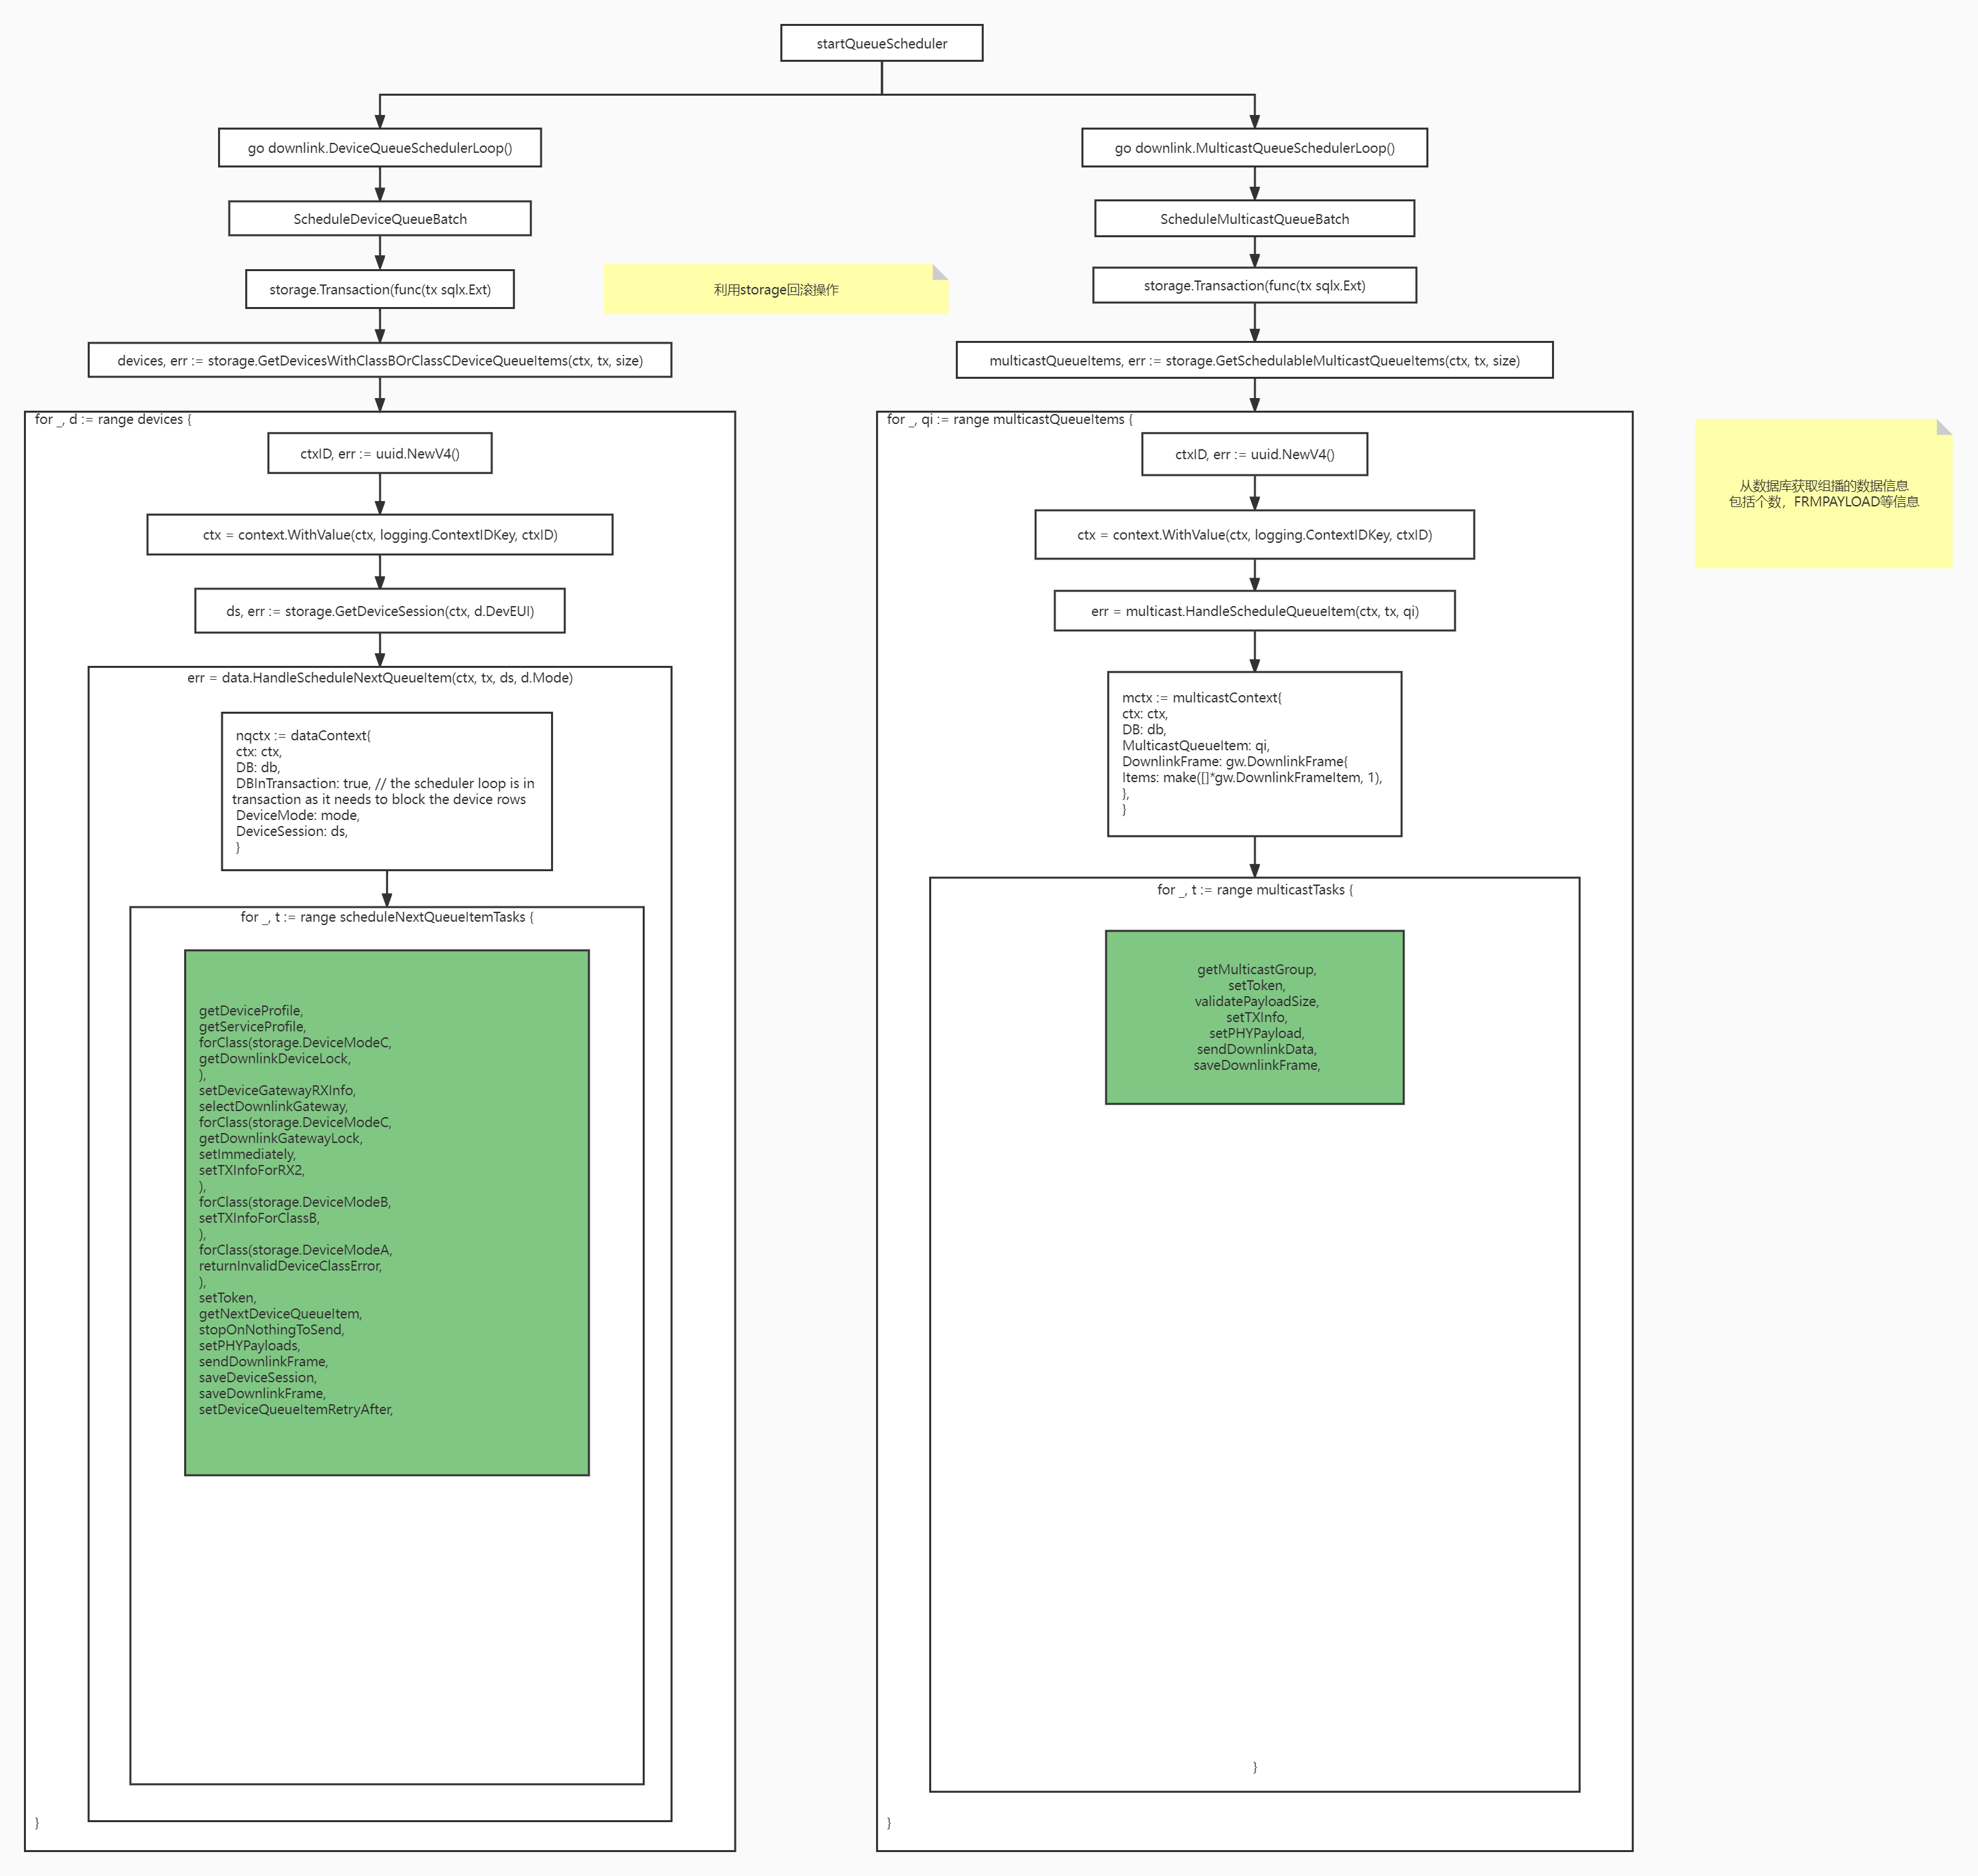 startQueueScheduler
go downlink.DeviceQueueSchedulerLoop()
ScheduleDeviceQueueBatch
storage.Transaction(func(tx sqlx.Ext)
利用storage回滚操作
devices, err := storage.GetDevicesWithClassBOrClassCDeviceQueueItems(ctx, tx, size)
for _, d := range devices {
ctxID, err := uuid.NewV4()
ctx = context.WithValue(ctx, logging.ContextIDKey, ctxID)
ds, err := storage.GetDeviceSession(ctx, d.DevEUI)
err = data.HandleScheduleNextQueueItem(ctx, tx, ds, d.Mode)
nqctx := dataContext{
ctx: ctx,
DB: db,
DBInTransaction: true, // the scheduler loop is in
transaction as it needs to block the device rows
DeviceMode: mode,
DeviceSession: ds,
}
for _, t := range scheduleNextQueueItemTasks {
getDeviceProfile,
getServiceProfile,
forClass(storage.DeviceModeC,
getDownlinkDeviceLock,
),
setDeviceGatewayRXInfo,
selectDownlinkGateway,
forClass(storage.DeviceModeC,
getDownlinkGatewayLock,
setImmediately,
setTXInfoForRX2,
),
forClass(storage.DeviceModeB,
setTXInfoForClassB,
),
forClass(storage.DeviceModeA,
returnInvalidDeviceClassError,
),
setToken,
getNextDeviceQueueItem,
stopOnNothingToSend,
setPHYPayloads,
sendDownlinkFrame,
saveDeviceSession,
saveDownlinkFrame,
setDeviceQueueItemRetryAfter,
}
go downlink.MulticastQueueSchedulerLoop()
ScheduleMulticastQueueBatch
storage.Transaction(func(tx sqlx.Ext)
multicastQueueItems, err := storage.GetSchedulableMulticastQueueItems(ctx, tx, size)
for _, qi := range multicastQueueItems {
ctxID, err := uuid.NewV4()
ctx = context.WithValue(ctx, logging.ContextIDKey, ctxID)
err = multicast.HandleScheduleQueueItem(ctx, tx, qi)
mctx := multicastContext{
ctx: ctx,
DB: db,
MulticastQueueItem: qi,
DownlinkFrame: gw.DownlinkFrame{
Items: make([]*gw.DownlinkFrameItem, 1),
},
}
for _, t := range multicastTasks {
getMulticastGroup,
setToken,
validatePayloadSize,
setTXInfo,
setPHYPayload,
sendDownlinkData,
saveDownlinkFrame,
}
}
从数据库获取组播的数据信息
包括个数，FRMPAYLOAD等信息